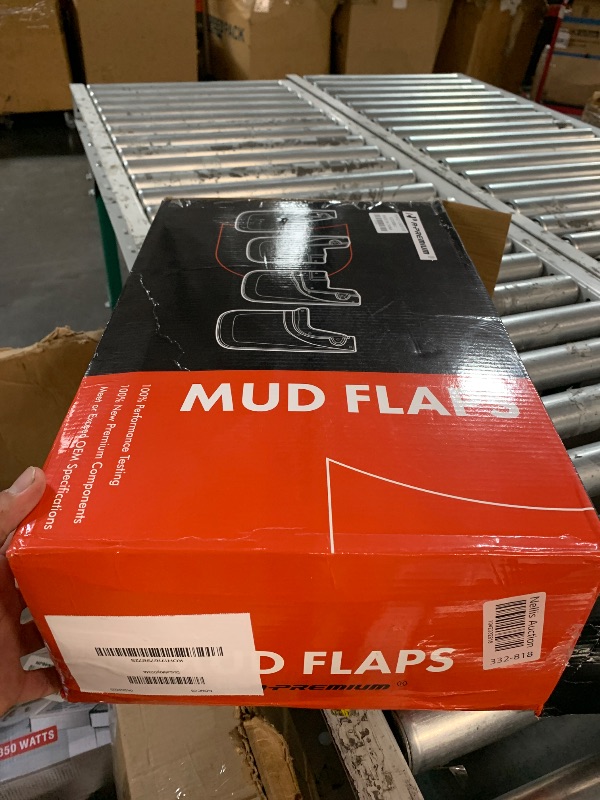 A-PREMIUM
MUD FLAPS
100% Performance Testing
100% New Premium Components
Meet or Exceed OEM Specifications
D FLAPS
A-PREMIUM
Nellis Auction
332-818
350 WATTS